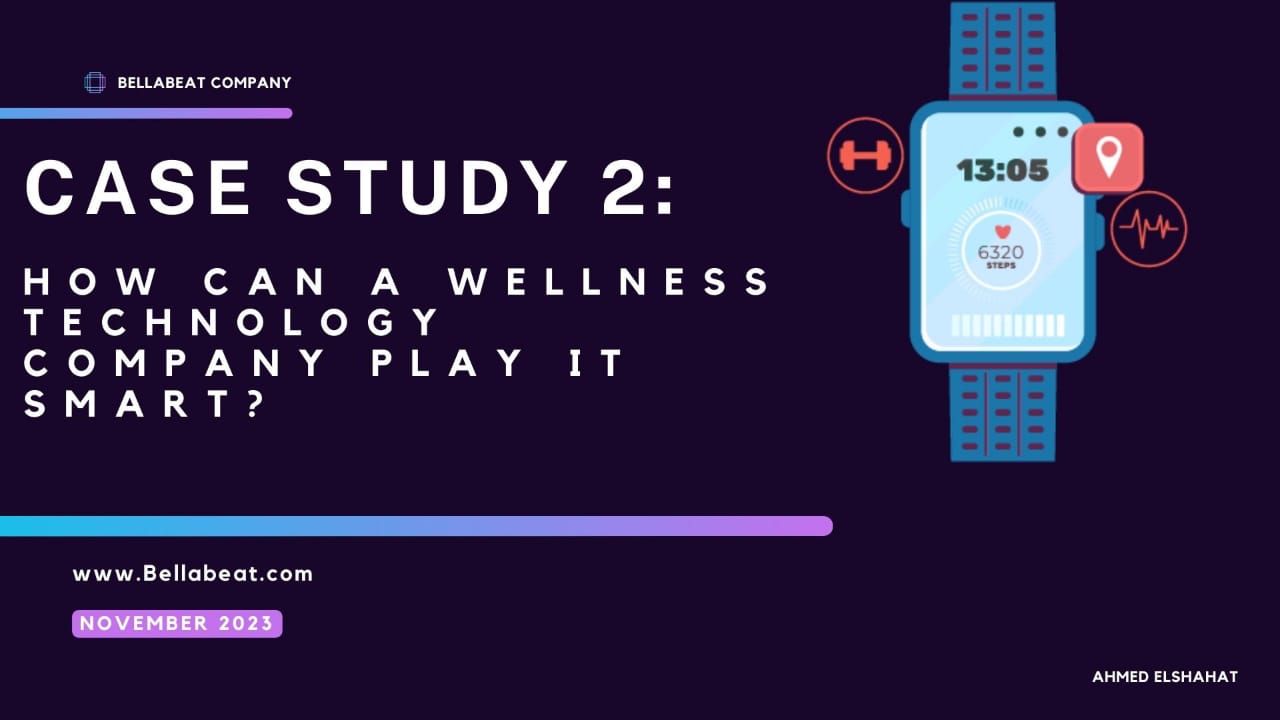 BELLABEAT COMPANY
CASE STUDY 2:
HOW CAN A WELLNESS
TECHNOLOGY
COMPANY PLAY IT
SMART?
13:05
6320
STEPS
www.Bellabeat.com
NOVEMBER 2023
AHMED ELSHAHAT